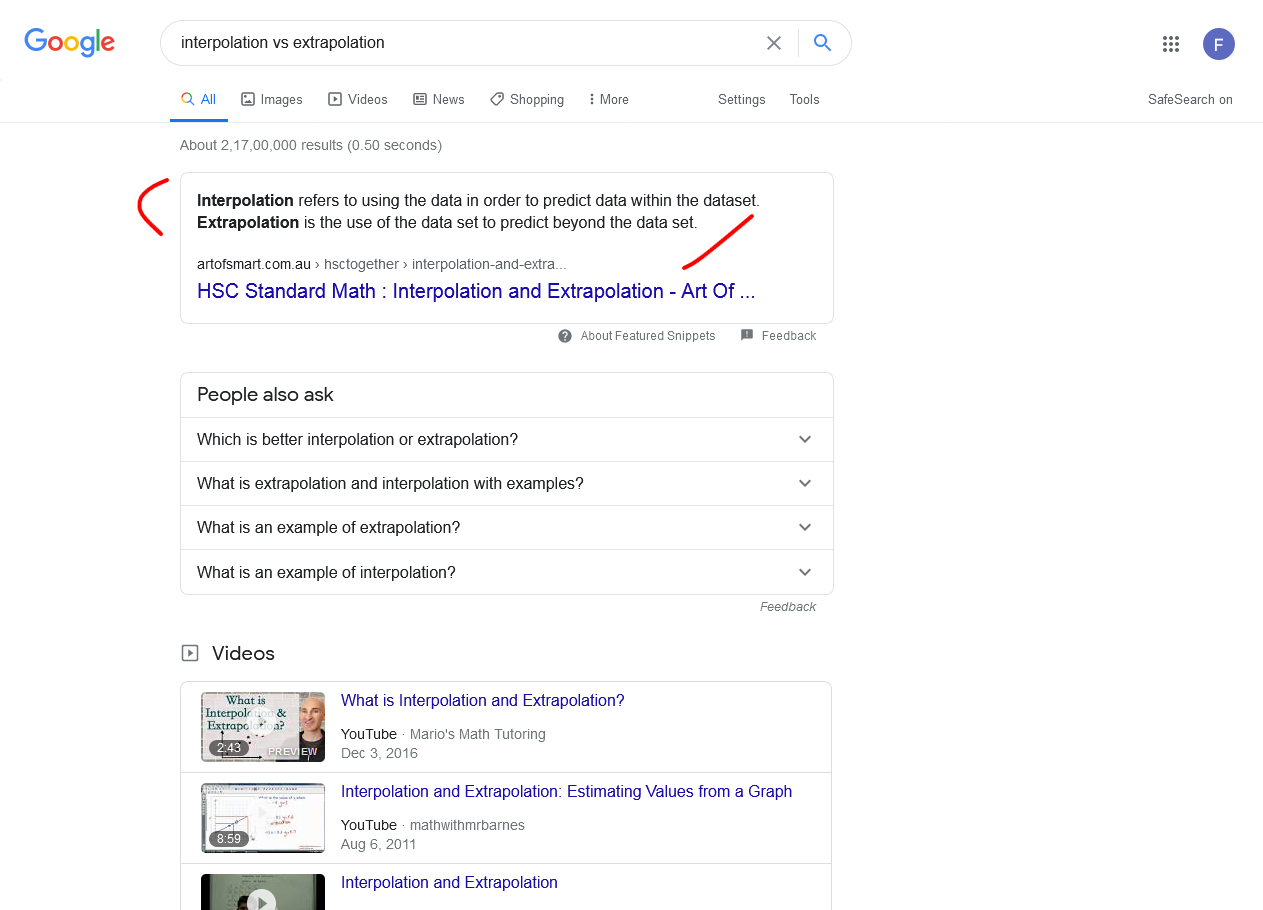 Google
interpolation vs extrapolation
F
All Images Videos News Shopping More Settings Tools SafeSearch on
About 2,17,00,000 results (0.50 seconds)
Interpolation refers to using the data in order to predict data within the dataset.
Extrapolation is the use of the data set to predict beyond the data set.
artofsmart.com.au › hsctogether › interpolation-and-extra...
HSC Standard Math : Interpolation and Extrapolation - Art Of ...
About Featured Snippets Feedback
People also ask
Which is better interpolation or extrapolation?
What is extrapolation and interpolation with examples?
What is an example of extrapolation?
What is an example of interpolation?
Feedback
Videos
What is
Interpolation &
Extrapolation?
2:43 PREVIEW
What is Interpolation and Extrapolation?
YouTube · Mario's Math Tutoring
Dec 3, 2016
8:59
Interpolation and Extrapolation: Estimating Values from a Graph
YouTube · mathwithmrbarnes
Aug 6, 2011
Interpolation and Extrapolation